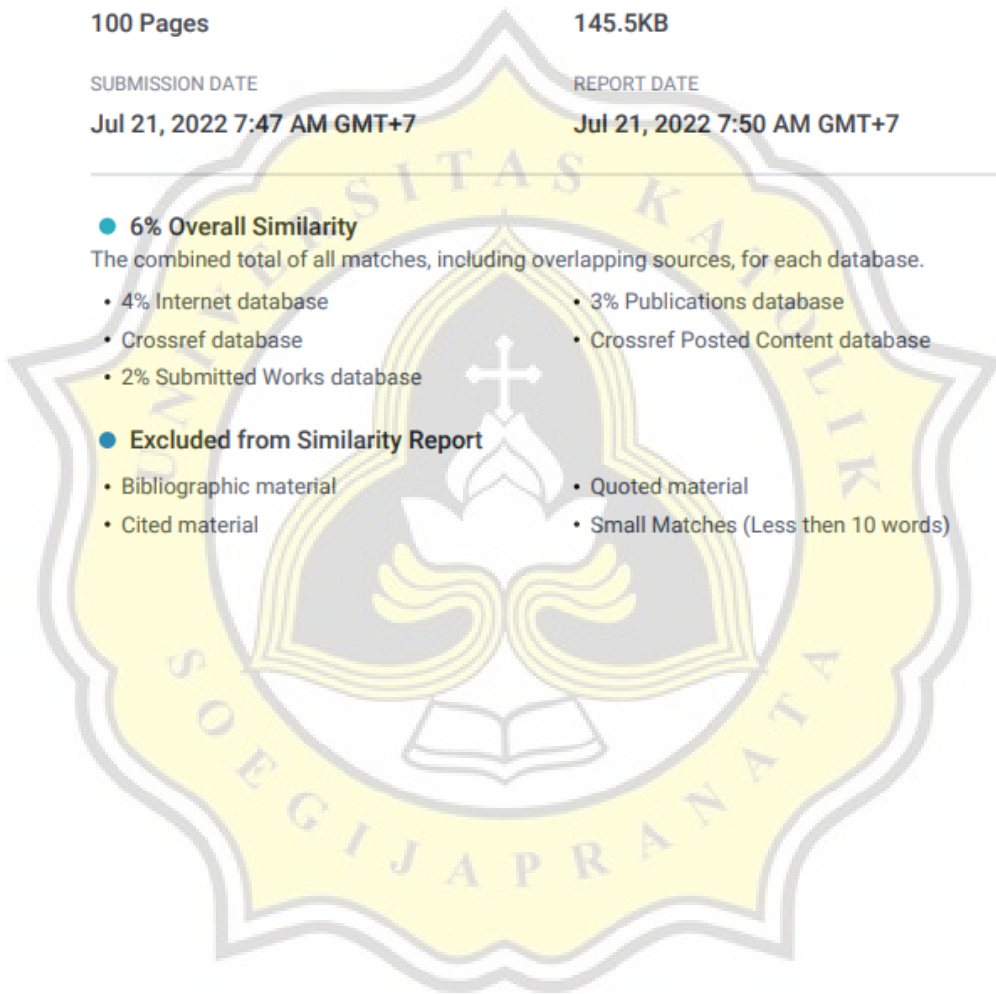 100 Pages
145.5KB
SUBMISSION DATE
REPORT DATE
Jul 21, 2022 7:47 AM GMT+7
Jul 21, 2022 7:50 AM GMT+7
6% Overall Similarity
The combined total of all matches, including overlapping sources, for each database.
• 4% Internet database
• 3% Publications database
• Crossref database
• Crossref Posted Content database
• 2% Submitted Works database
Excluded from Similarity Report
• Bibliographic material
• Quoted material
• Cited material
• Small Matches (Less then 10 words)
UNIVERSITAS KATOLIK
SOEGIJAPRANATA